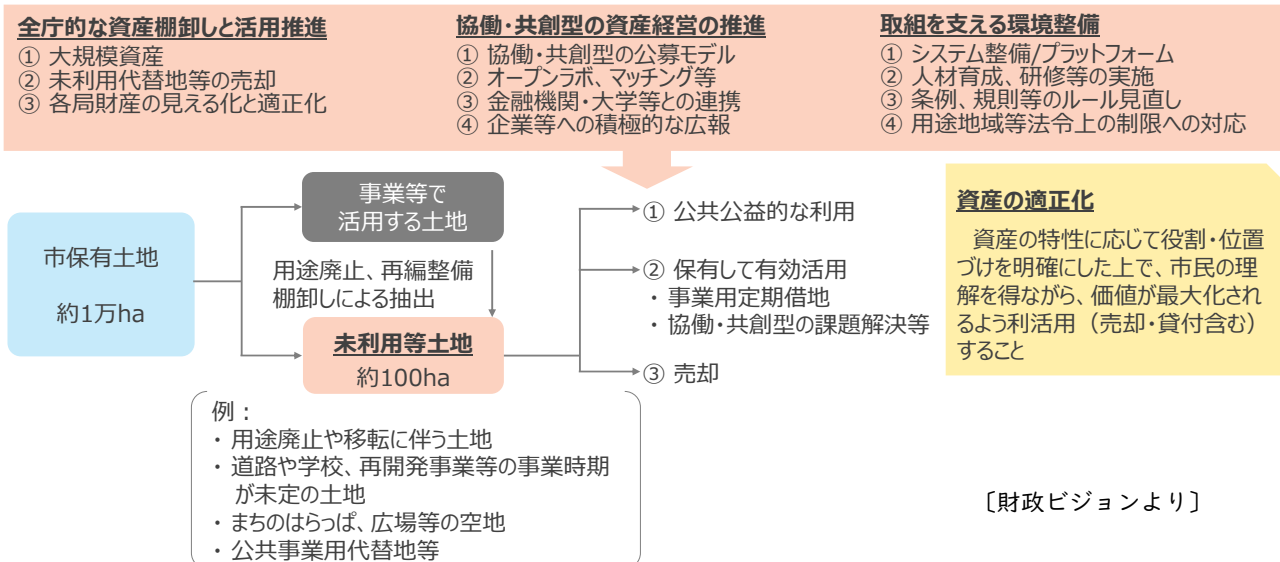 全庁的な資産棚卸しと活用推進
① 大規模資産
② 未利用代替地等の売却
③ 各局財産の見える化と適正化
協働・共創型の資産経営の推進
① 協働・共創型の公募モデル
② オープンラボ、マッチング等
③ 金融機関・大学等との連携
④ 企業等への積極的な広報
取組を支える環境整備
① システム整備/プラットフォーム
② 人材育成、研修等の実施
③ 条例、規則等のルール見直し
④ 用途地域等法令上の制限への対応
市保有土地
約1万ha
事業等で
活用する土地
用途廃止、再編整備
棚卸しによる抽出
未利用等土地
約100ha
例：
・ 用途廃止や移転に伴う土地
・ 道路や学校、再開発事業等の事業時期
が未定の土地
・ まちのはらっぱ、広場等の空地
・ 公共事業用代替地等
① 公共公益的な利用
② 保有して有効活用
・ 事業用定期借地
・ 協働・共創型の課題解決等
③ 売却
資産の適正化
資産の特性に応じて役割・位置
づけを明確にした上で、市民の理
解を得ながら、価値が最大化され
るよう利活用（売却・貸付含む）
すること
〔財政ビジョンより〕